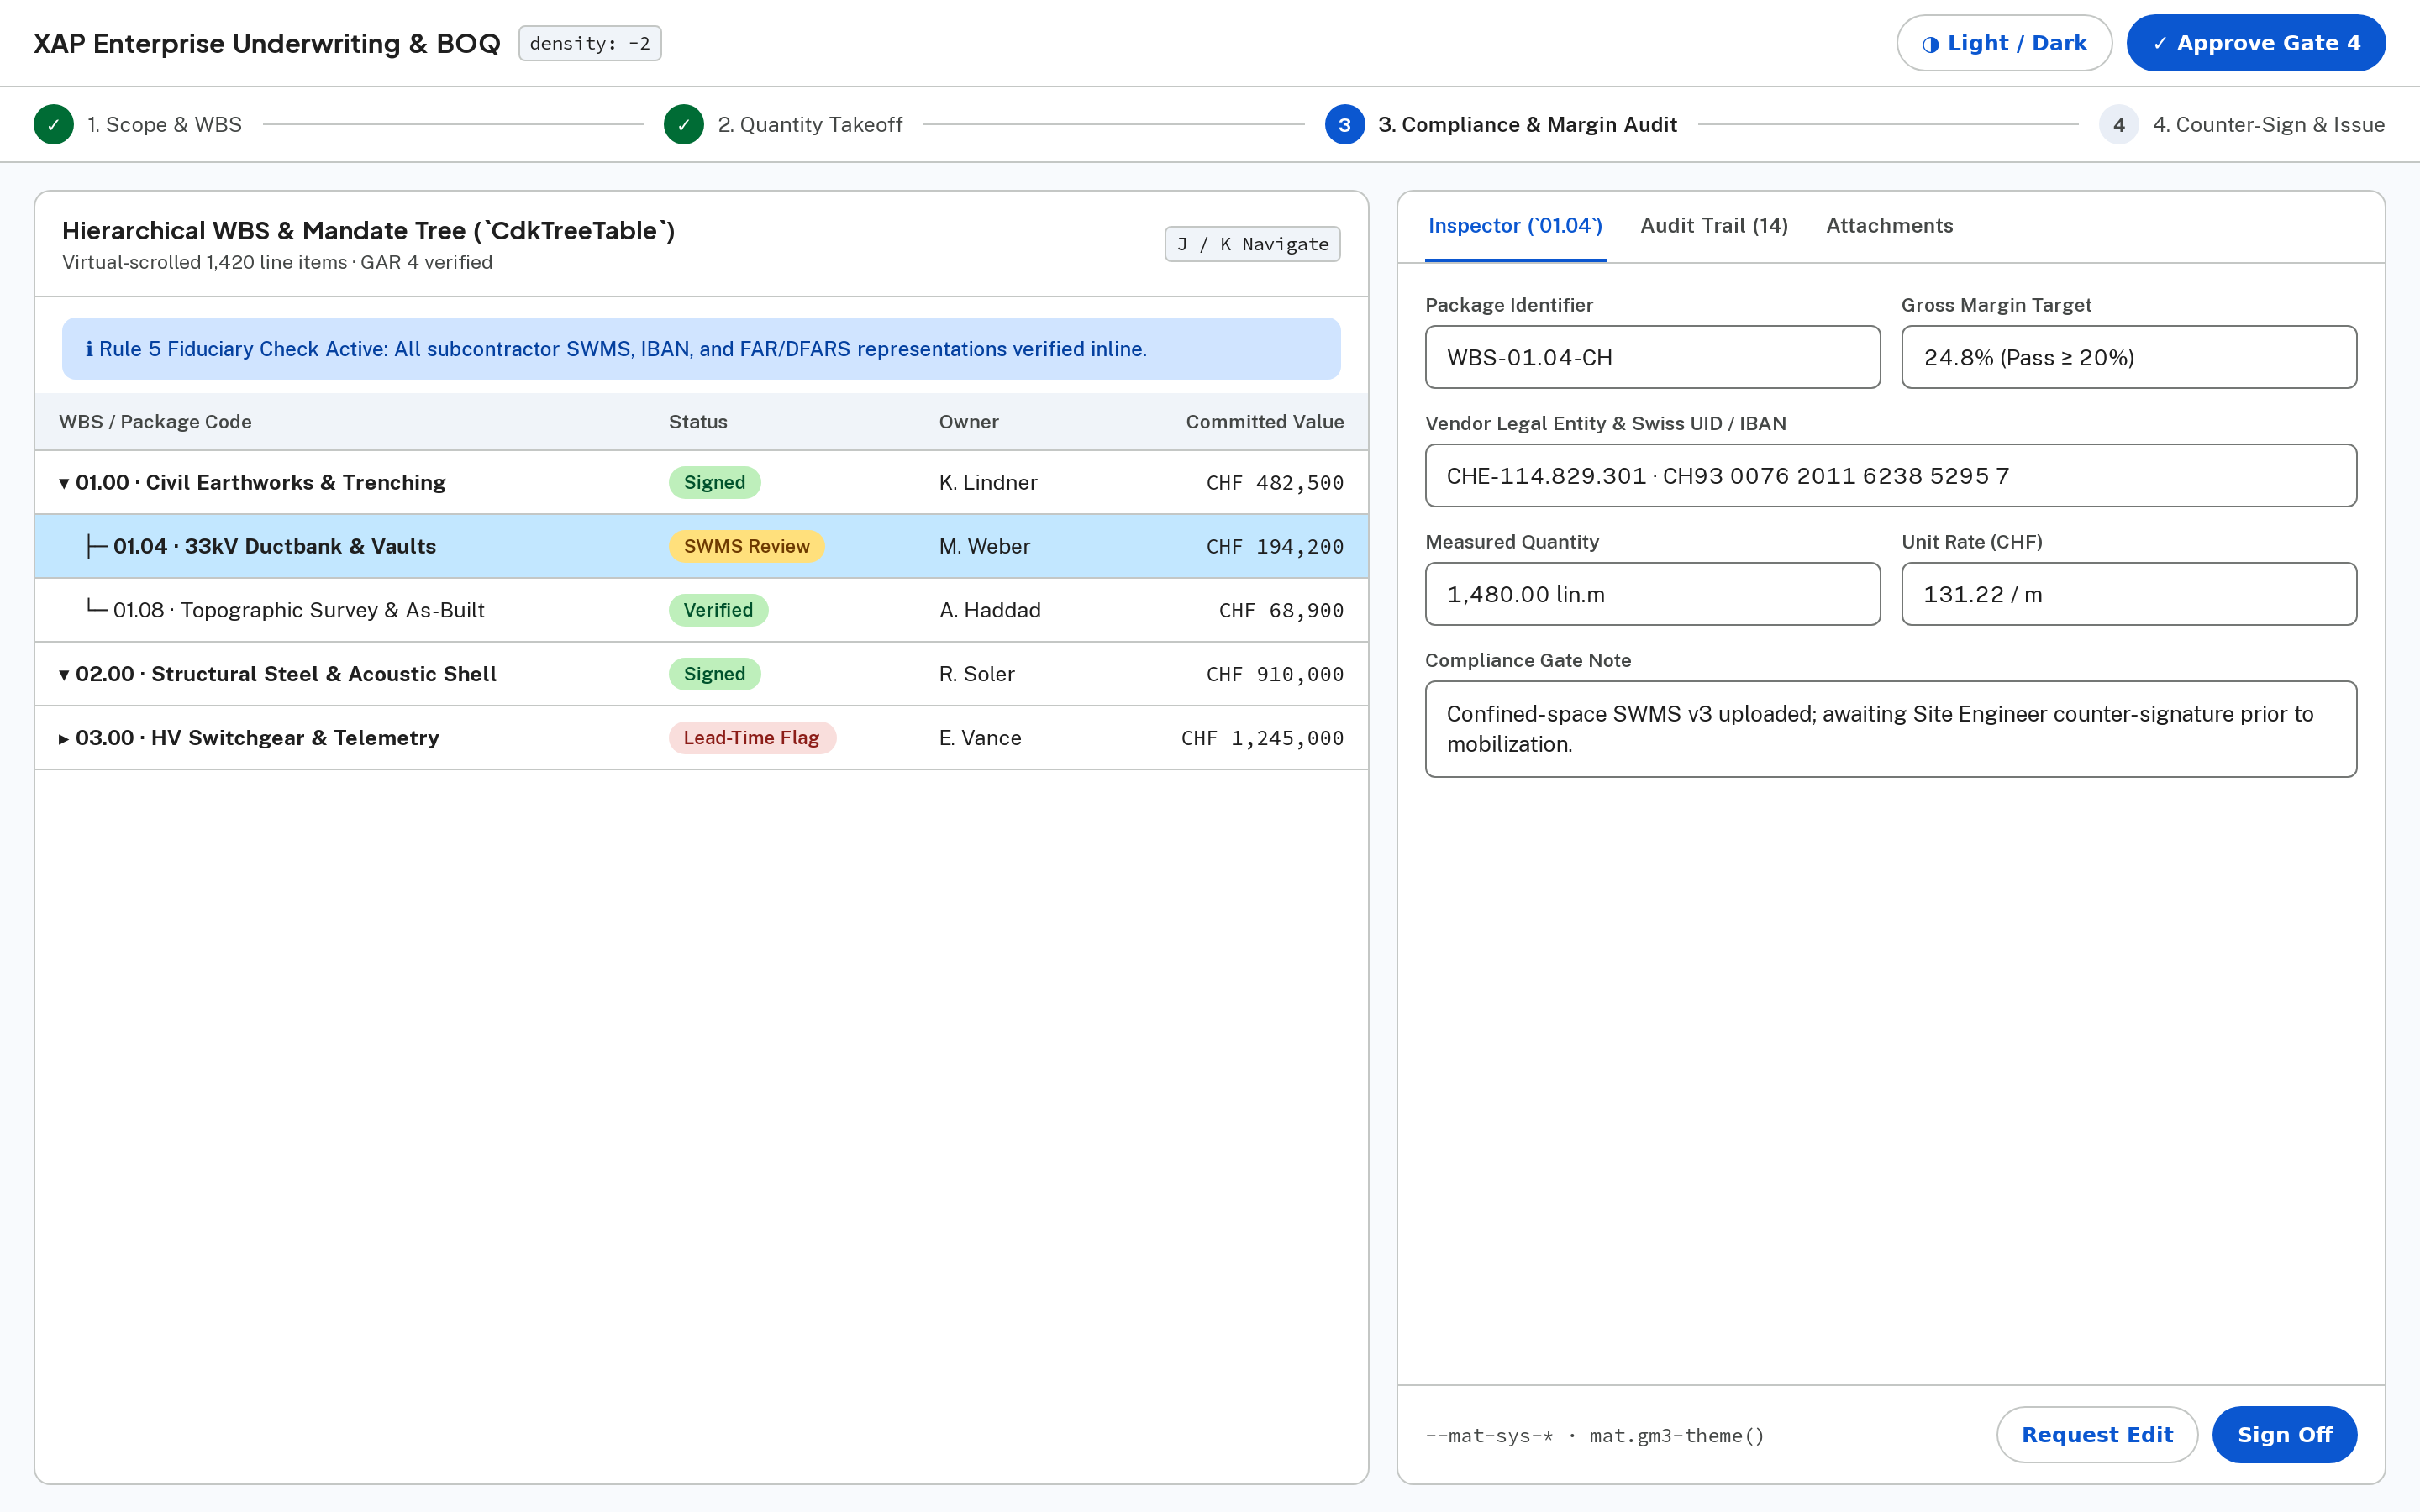 XAP Enterprise Underwriting & BOQ
density: -2
◑ Light / Dark
✓ Approve Gate 4
✓ 1. Scope & WBS
✓ 2. Quantity Takeoff
3 3. Compliance & Margin Audit
4 4. Counter-Sign & Issue
Hierarchical WBS & Mandate Tree (`CdkTreeTable`)
Virtual-scrolled 1,420 line items · GAR 4 verified
J / K Navigate
ℹ Rule 5 Fiduciary Check Active: All subcontractor SWMS, IBAN, and FAR/DFARS representations verified inline.
WBS / Package Code Status Owner Committed Value
▾ 01.00 · Civil Earthworks & Trenching Signed K. Lindner CHF 482,500
├─ 01.04 · 33kV Ductbank & Vaults SWMS Review M. Weber CHF 194,200
└─ 01.08 · Topographic Survey & As-Built Verified A. Haddad CHF 68,900
▾ 02.00 · Structural Steel & Acoustic Shell Signed R. Soler CHF 910,000
▸ 03.00 · HV Switchgear & Telemetry Lead-Time Flag E. Vance CHF 1,245,000
Inspector (`01.04`) Audit Trail (14) Attachments
Package Identifier Gross Margin Target
WBS-01.04-CH 24.8% (Pass ≥ 20%)
Vendor Legal Entity & Swiss UID / IBAN
CHE-114.829.301 · CH93 0076 2011 6238 5295 7
Measured Quantity Unit Rate (CHF)
1,480.00 lin.m 131.22 / m
Compliance Gate Note
Confined-space SWMS v3 uploaded; awaiting Site Engineer counter-signature prior to
mobilization.
--mat-sys-* · mat.gm3-theme()
Request Edit
Sign Off